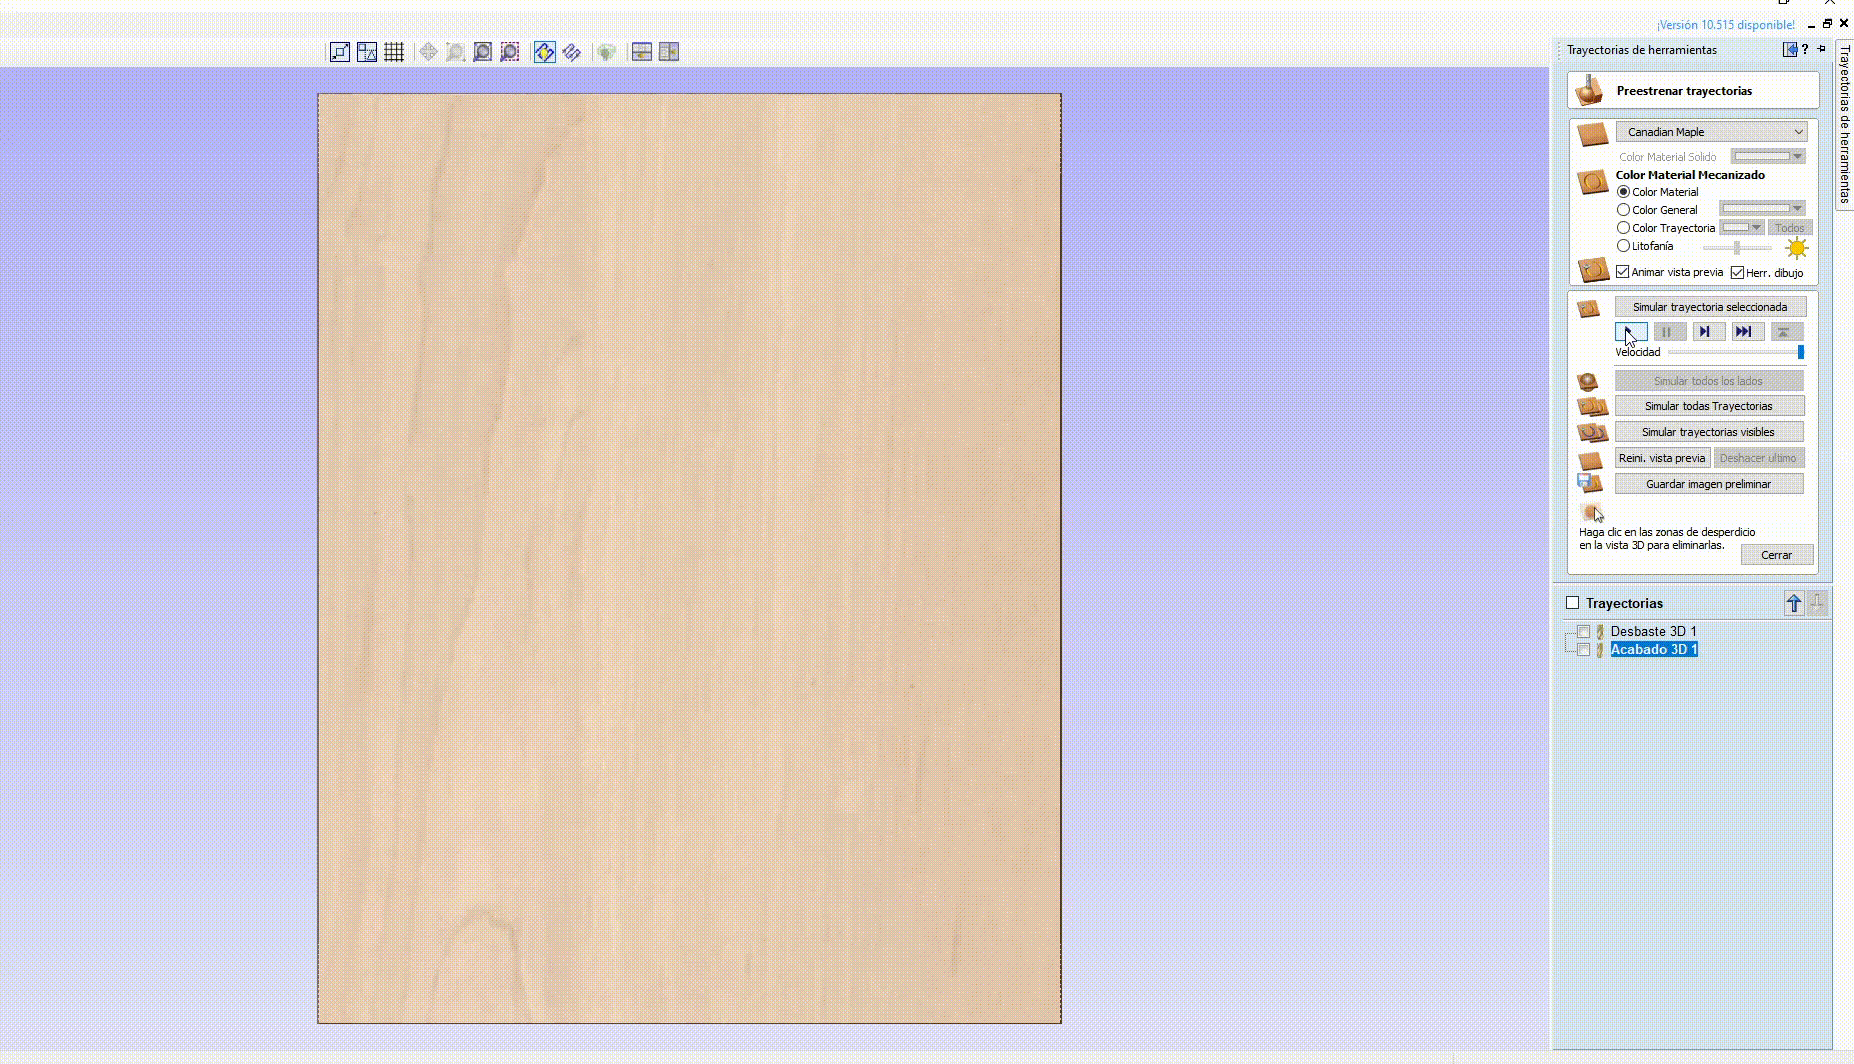 ¡Versión 10.515 disponible!
Trayectorias de herramientas
?
Trayectorias de herramientas
Preestrenar trayectorias
Canadian Maple
Color Material Solido
Color Material Mecanizado
Color Material
Color General
Color Trayectoria
Todos
Litofanía
Animar vista previa
Herr. dibujo
Simular trayectoria seleccionada
Velocidad
Simular todos los lados
Simular todas Trayectorias
Simular trayectorias visibles
Reini. vista previa
Deshacer ultimo
Guardar imagen preliminar
Haga clic en las zonas de desperdicio
en la vista 3D para eliminarlas.
Cerrar
Trayectorias
Desbaste 3D 1
Acabado 3D 1